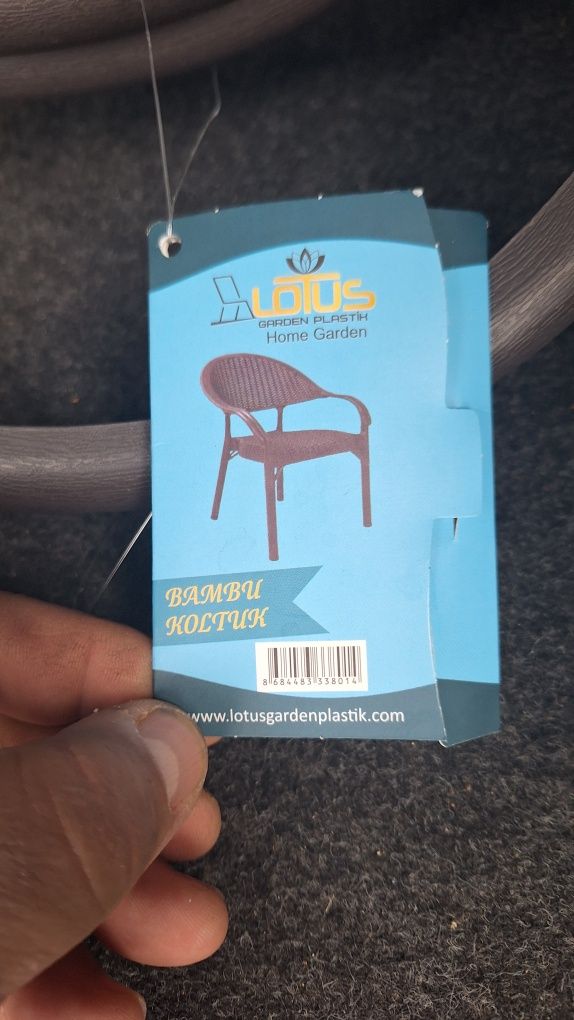 LOTUS
GARDEN PLASTİK
Home Garden
BAMBU
KOLTUK
8 684483 338014
www.lotusgardenplastik.com